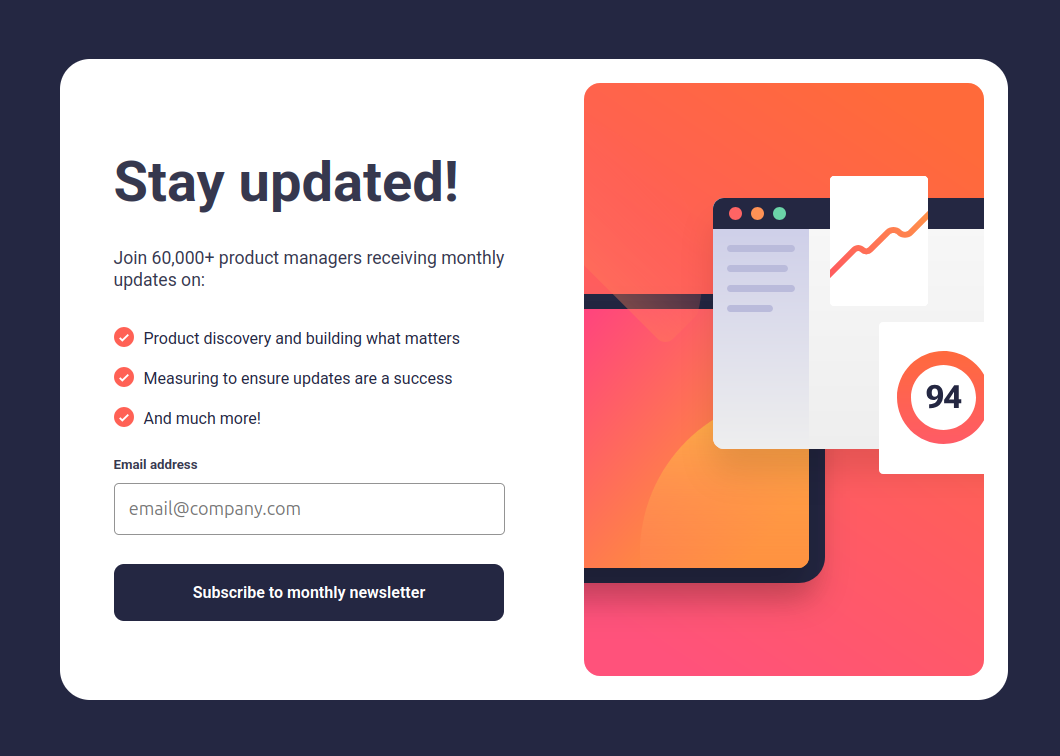 Stay updated!
Join 60,000+ product managers receiving monthly
updates on:
Product discovery and building what matters
Measuring to ensure updates are a success
And much more!
Email address
email@company.com
Subscribe to monthly newsletter
94